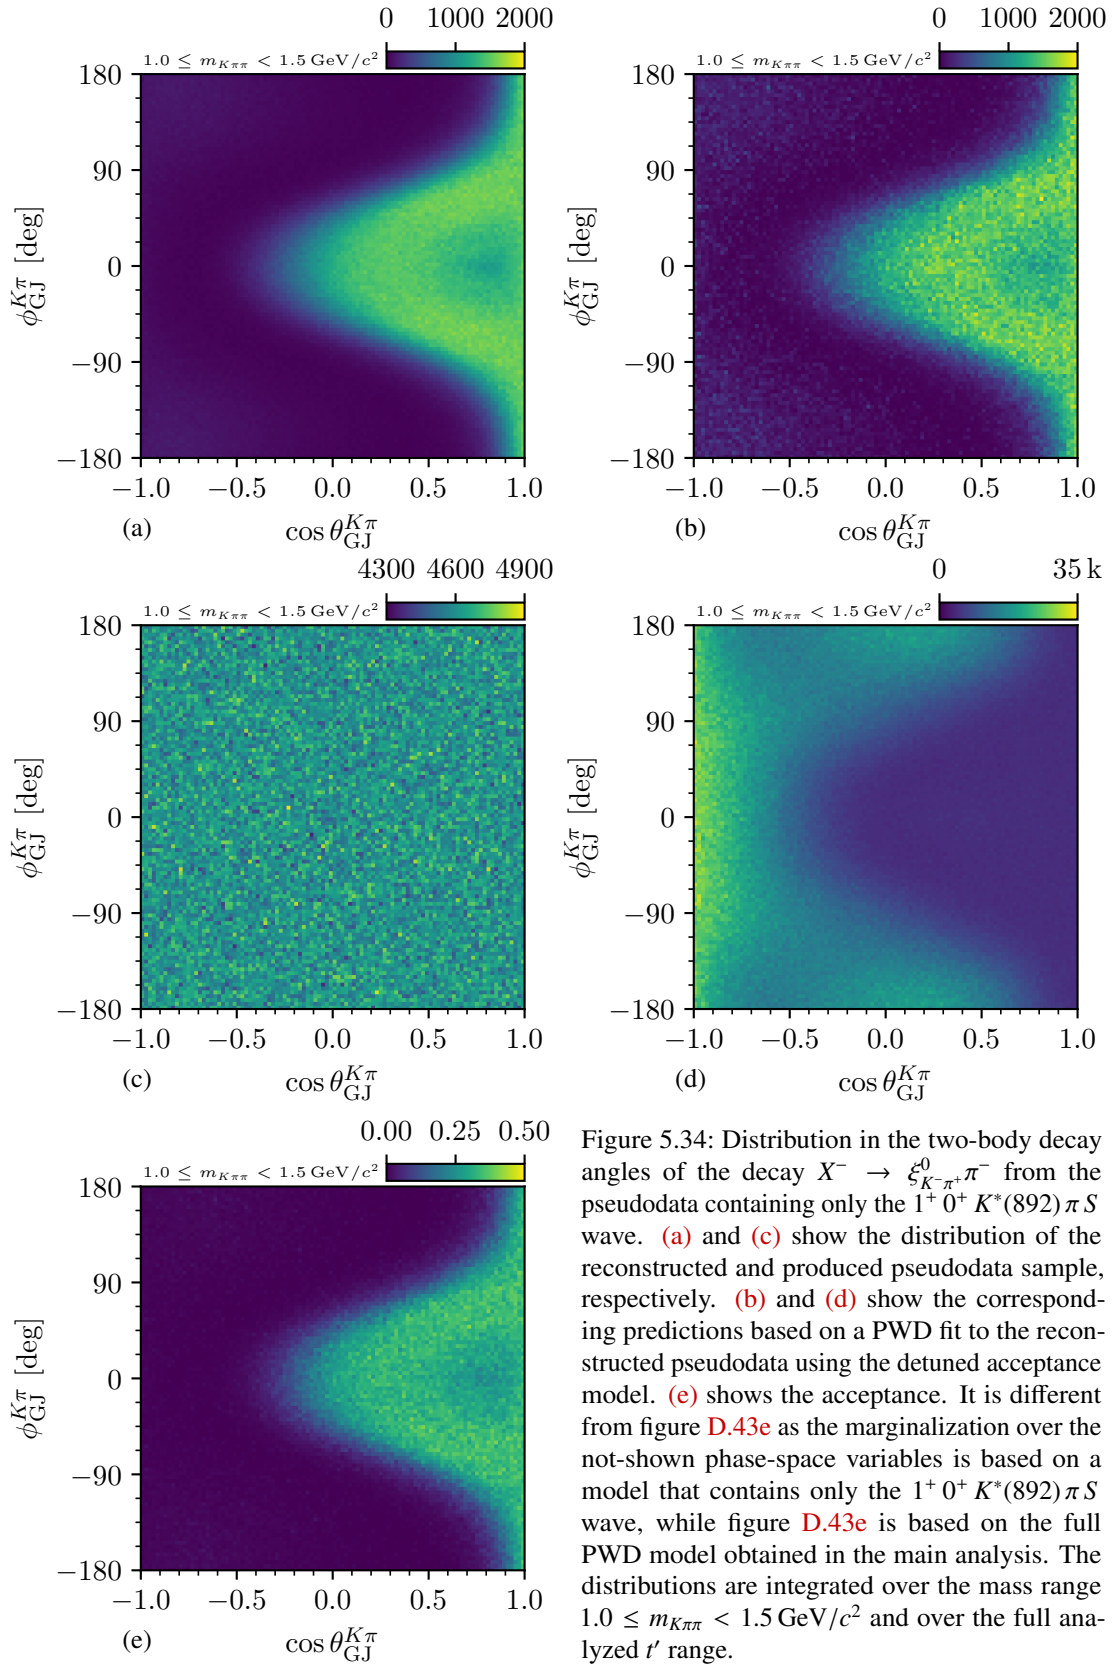 0 1000 2000
1.0 ≤ m_{Kππ} < 1.5 GeV/c²
180
90
0
−90
−180
ϕ_{GJ}^{Kπ} [deg]
−1.0 −0.5 0.0 0.5 1.0
(a) cos θ_{GJ}^{Kπ}
0 1000 2000
1.0 ≤ m_{Kππ} < 1.5 GeV/c²
180
90
0
−90
−180
ϕ_{GJ}^{Kπ} [deg]
−1.0 −0.5 0.0 0.5 1.0
(b) cos θ_{GJ}^{Kπ}
4300 4600 4900
1.0 ≤ m_{Kππ} < 1.5 GeV/c²
180
90
0
−90
−180
ϕ_{GJ}^{Kπ} [deg]
−1.0 −0.5 0.0 0.5 1.0
(c) cos θ_{GJ}^{Kπ}
0 35 k
1.0 ≤ m_{Kππ} < 1.5 GeV/c²
180
90
0
−90
−180
ϕ_{GJ}^{Kπ} [deg]
−1.0 −0.5 0.0 0.5 1.0
(d) cos θ_{GJ}^{Kπ}
0.00 0.25 0.50
1.0 ≤ m_{Kππ} < 1.5 GeV/c²
180
90
0
−90
−180
ϕ_{GJ}^{Kπ} [deg]
−1.0 −0.5 0.0 0.5 1.0
(e) cos θ_{GJ}^{Kπ}
Figure 5.34: Distribution in the two-body decay
angles of the decay X⁻ → ξ⁰_{K⁻π⁺}π⁻ from the
pseudodata containing only the 1⁺ 0⁺ K*(892) π S
wave. (a) and (c) show the distribution of the
reconstructed and produced pseudodata sample,
respectively. (b) and (d) show the correspond-
ing predictions based on a PWD fit to the recon-
structed pseudodata using the detuned acceptance
model. (e) shows the acceptance. It is different
from figure D.43e as the marginalization over the
not-shown phase-space variables is based on a
model that contains only the 1⁺ 0⁺ K*(892) π S
wave, while figure D.43e is based on the full
PWD model obtained in the main analysis. The
distributions are integrated over the mass range
1.0 ≤ m_{Kππ} < 1.5 GeV/c² and over the full ana-
lyzed t′ range.